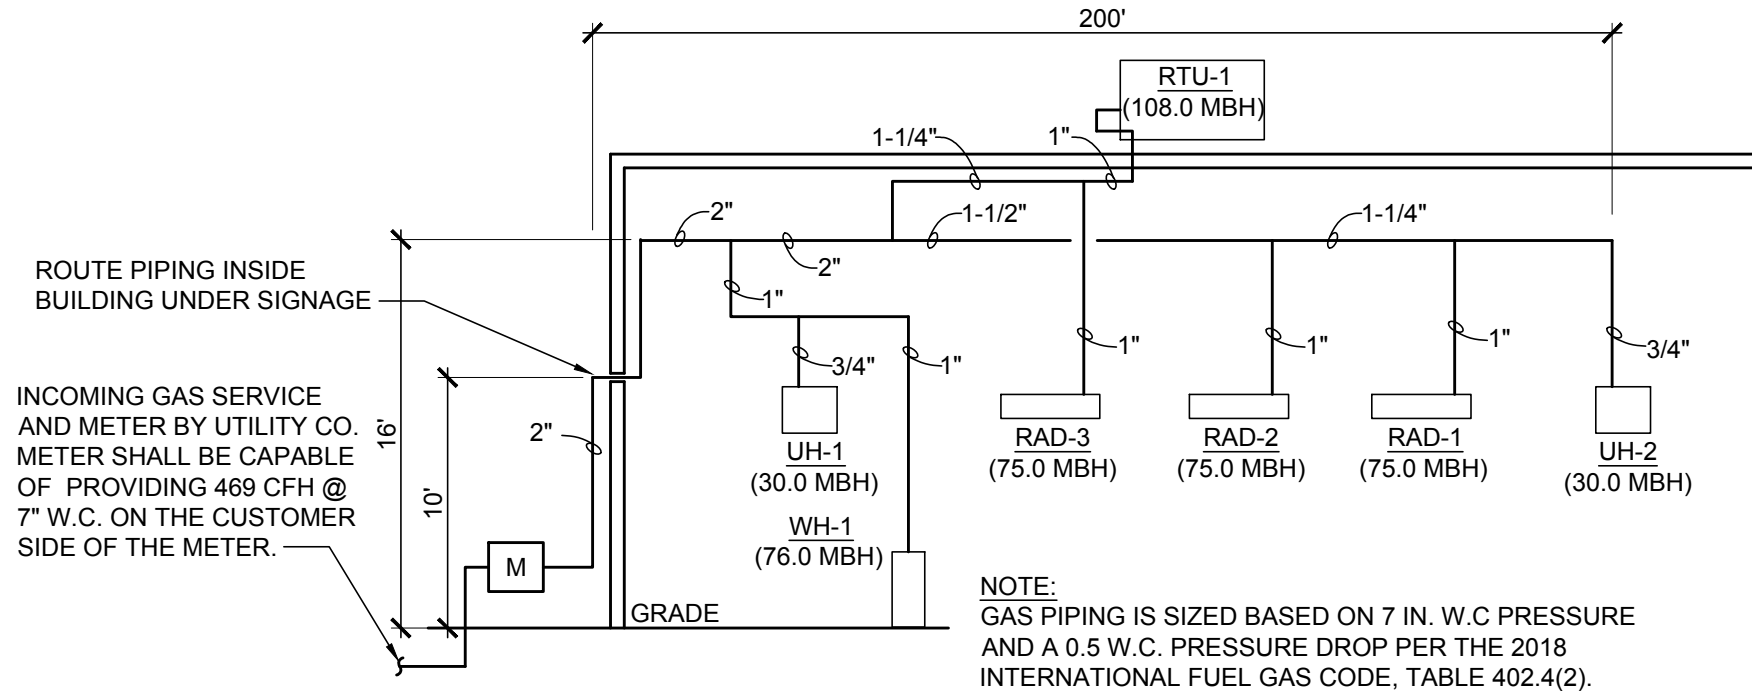 200'
RTU-1
(108.0 MBH)
1-1/4"
1"
2"
1-1/2"
1-1/4"
2"
ROUTE PIPING INSIDE
BUILDING UNDER SIGNAGE
1"
16'
3/4"
1"
1"
1"
1"
3/4"
INCOMING GAS SERVICE
AND METER BY UTILITY CO.
METER SHALL BE CAPABLE
OF PROVIDING 469 CFH @
7" W.C. ON THE CUSTOMER
SIDE OF THE METER.
2"
10'
UH-1
(30.0 MBH)
RAD-3
(75.0 MBH)
RAD-2
(75.0 MBH)
RAD-1
(75.0 MBH)
UH-2
(30.0 MBH)
WH-1
(76.0 MBH)
M
GRADE
NOTE:
GAS PIPING IS SIZED BASED ON 7 IN. W.C PRESSURE
AND A 0.5 W.C. PRESSURE DROP PER THE 2018
INTERNATIONAL FUEL GAS CODE, TABLE 402.4(2).